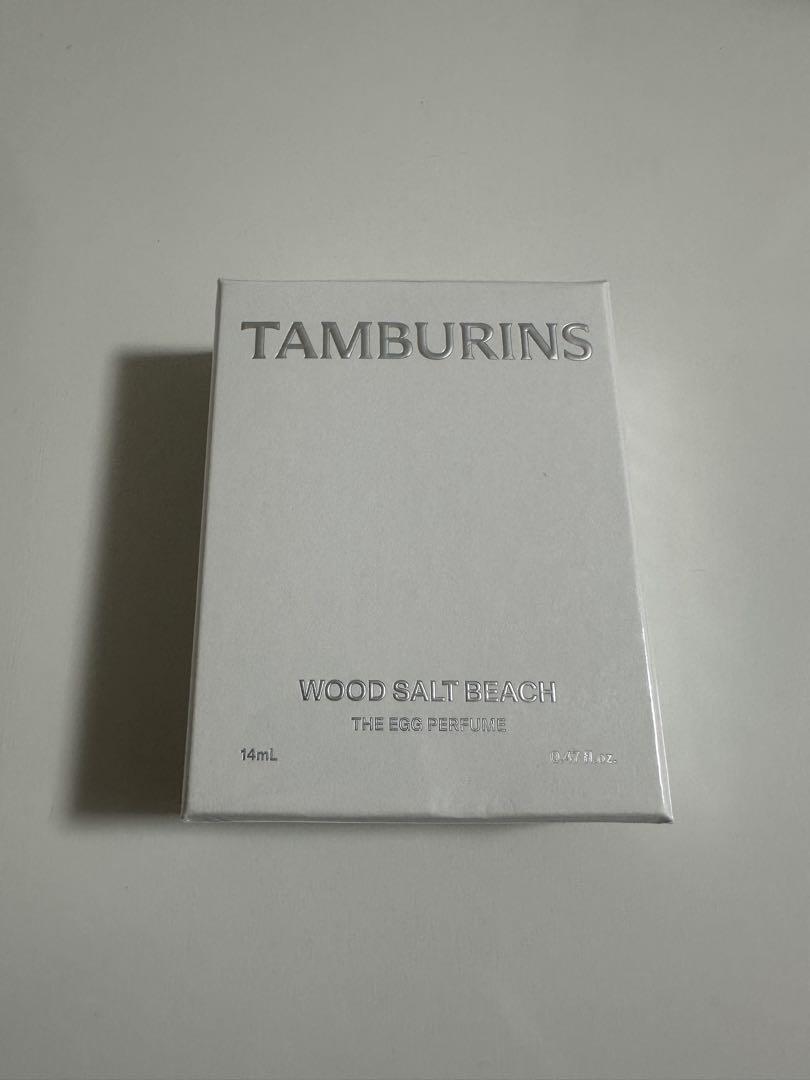 TAMBURINS
WOOD SALT BEACH
THE EGG PERFUME
14mL 0.47 fl.oz.